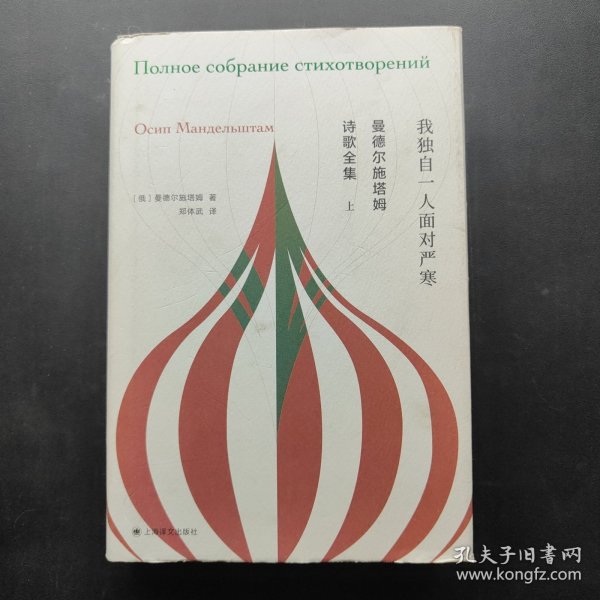 Полное собрание стихотворений
Осип Мандельштам
我独自一人面对严寒
曼德尔施塔姆
诗歌全集 上
[俄]曼德尔施塔姆 著
郑体武 译
上海译文出版社
孔夫子旧书网
www.kongfz.com